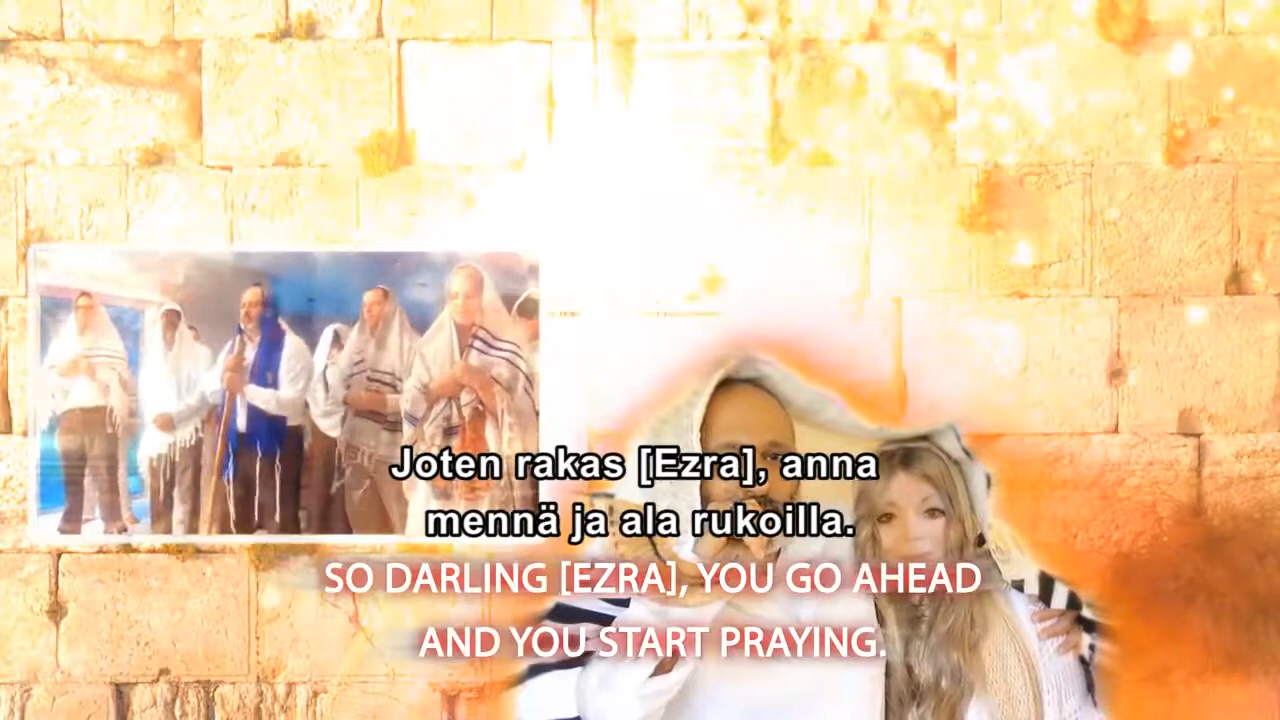 Joten rakas [Ezra], anna
mennä ja ala rukoilla.
SO DARLING [EZRA], YOU GO AHEAD
AND YOU START PRAYING.